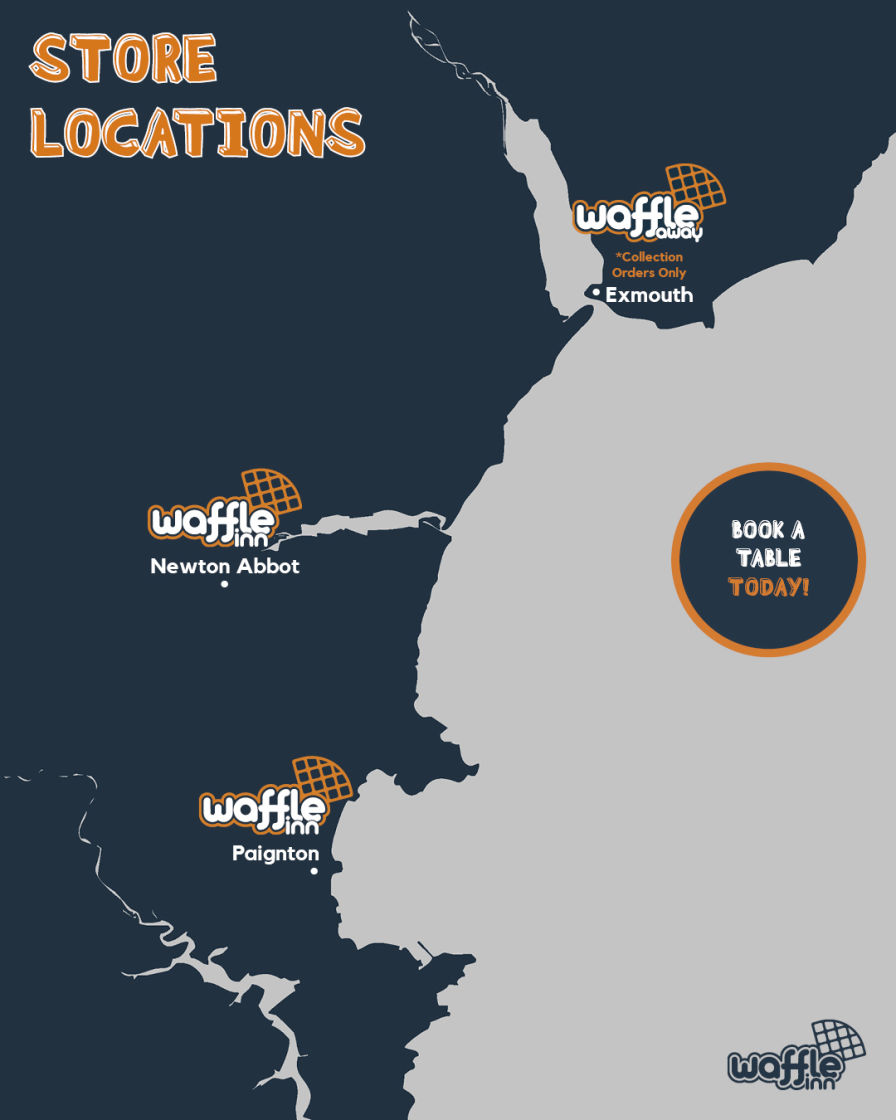 STORE
LOCATIONS
waffle
away
*Collection
Orders Only
Exmouth
waffle
inn
Newton Abbot
BOOK A
TABLE
TODAY!
waffle
inn
Paignton
waffle
inn